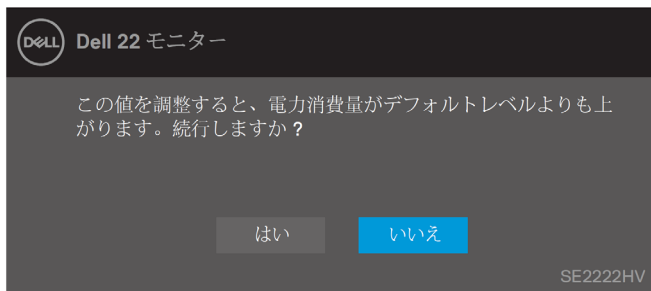 DELL Dell 22 モニター
この値を調整すると、電力消費量がデフォルトレベルよりも上
がります。続行しますか ?
はい いいえ
SE2222HV